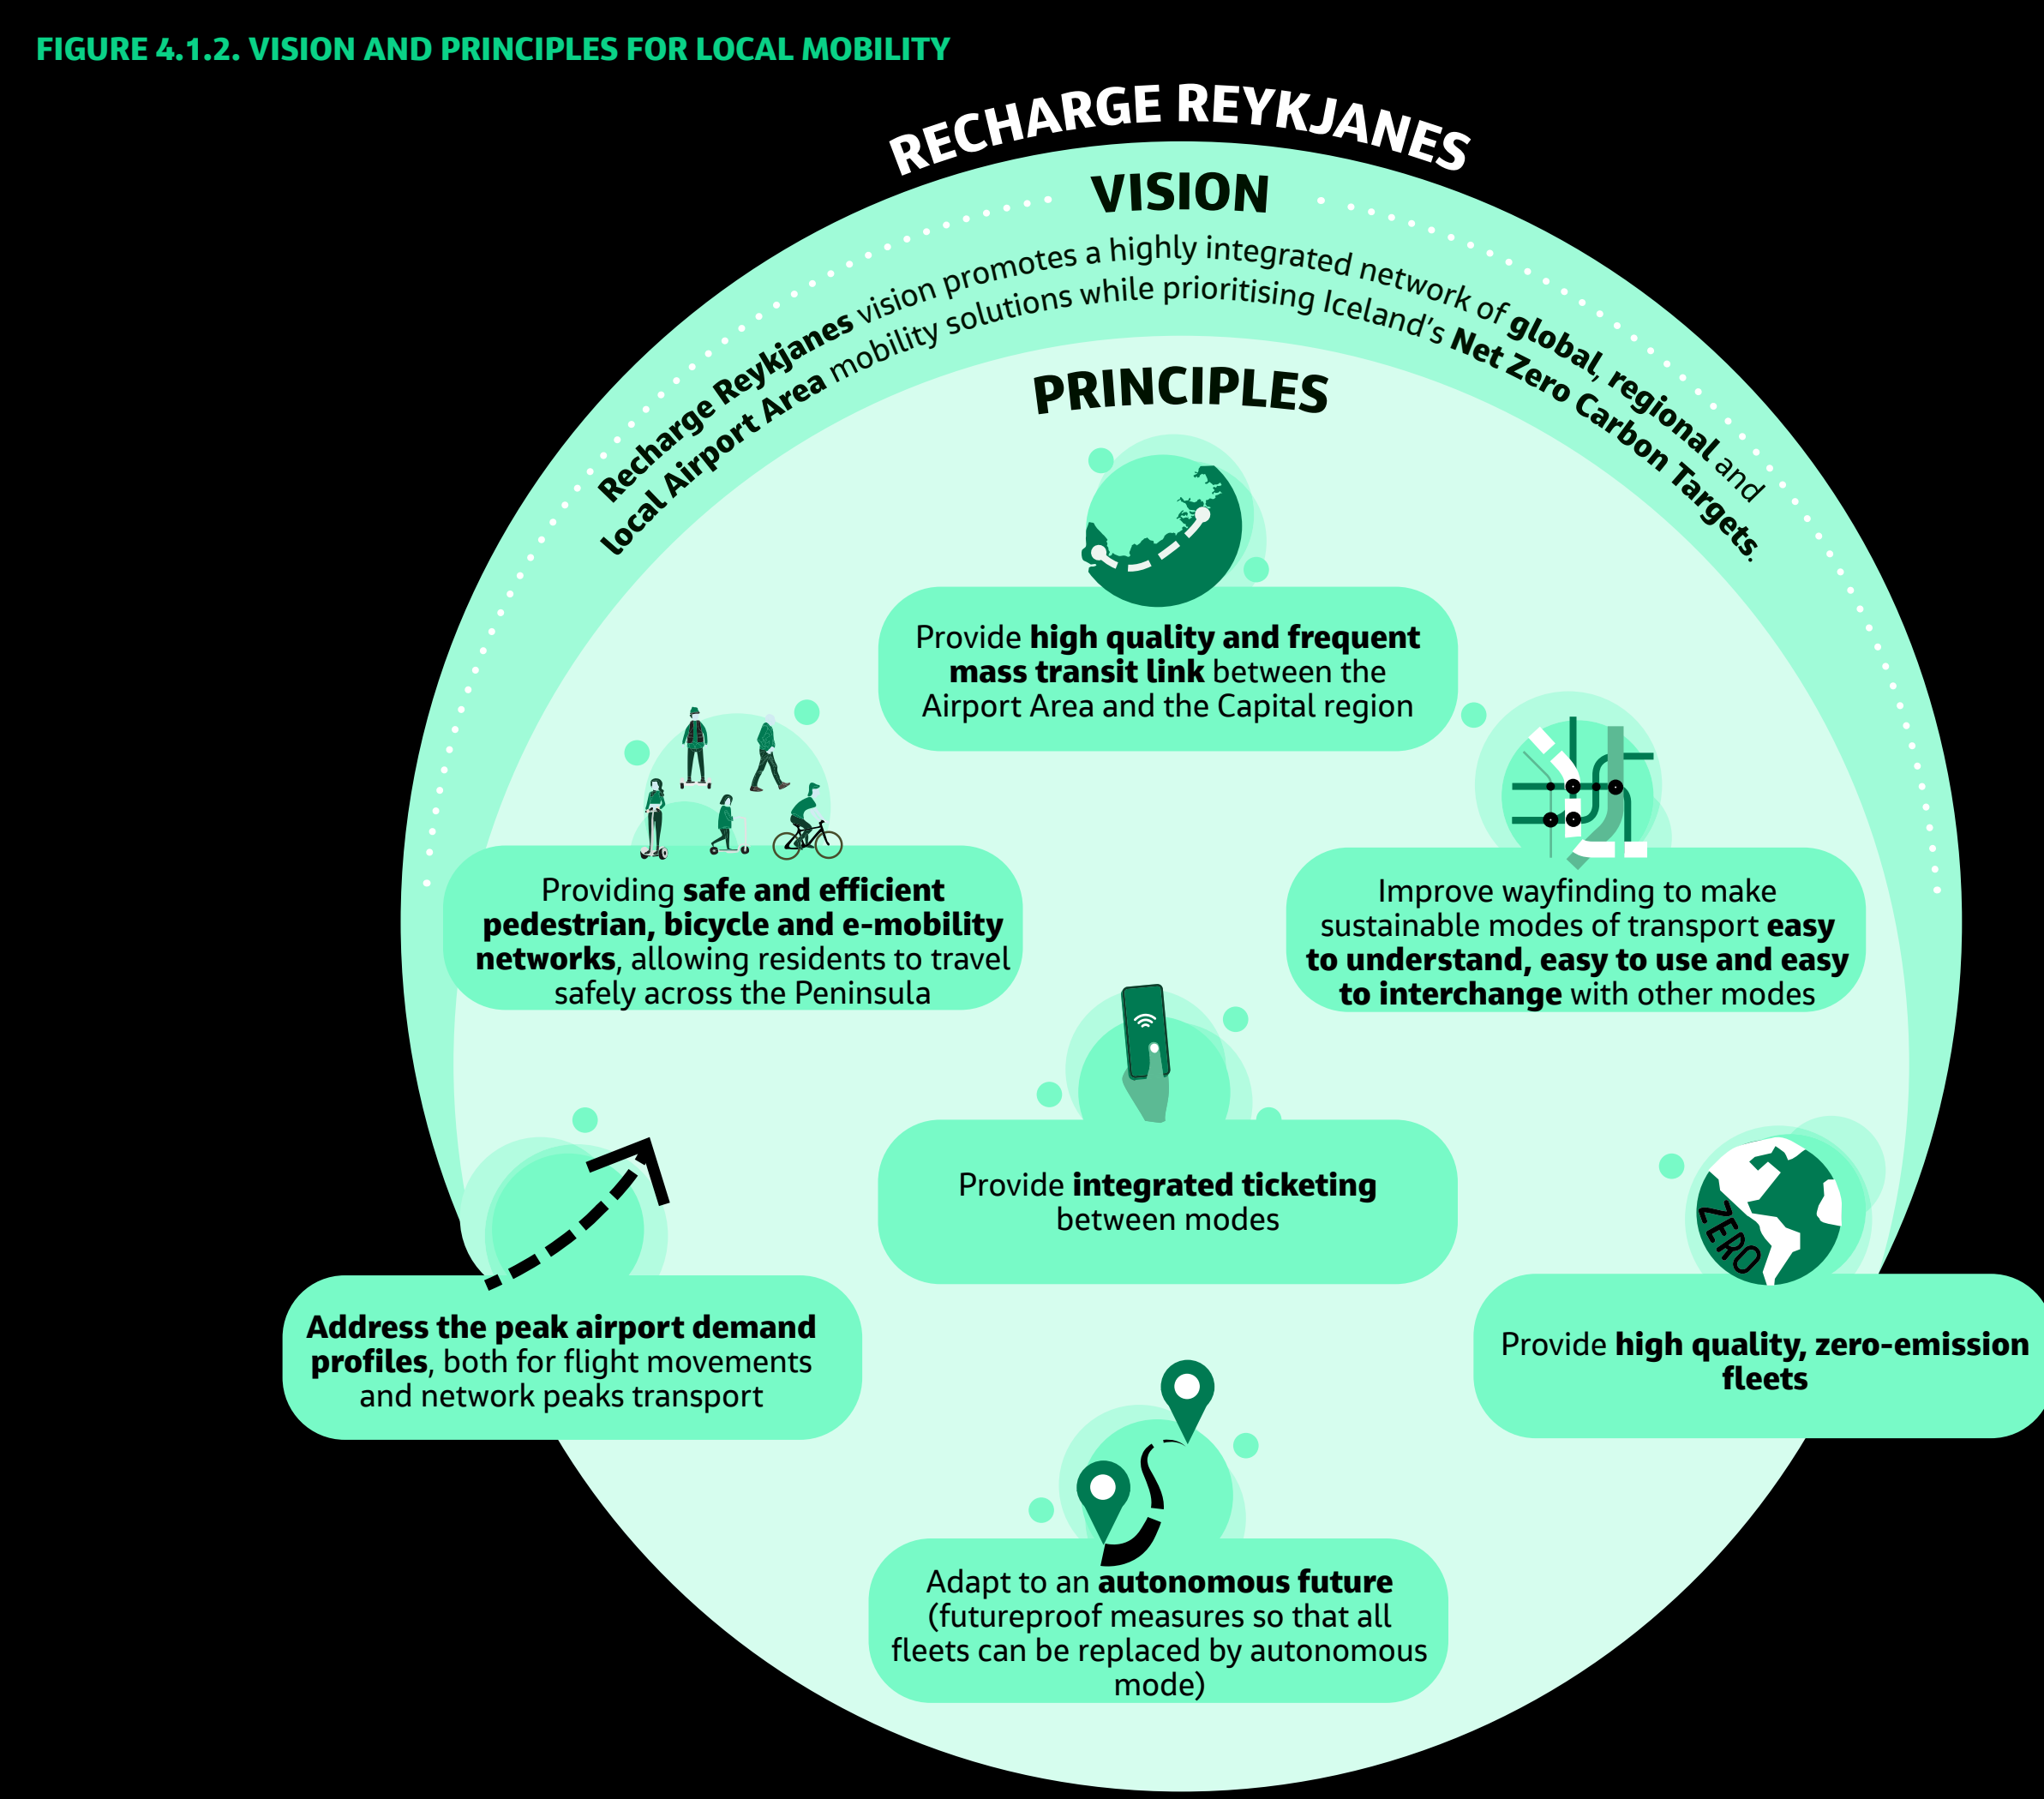 FIGURE 4.1.2. VISION AND PRINCIPLES FOR LOCAL MOBILITY
RECHARGE REYKJANES
VISION
Recharge Reykjanes vision promotes a highly integrated network of global, regional and
local Airport Area mobility solutions while prioritising Iceland's Net Zero Carbon Targets.
PRINCIPLES
Provide high quality and frequent
mass transit link between the
Airport Area and the Capital region
Providing safe and efficient
pedestrian, bicycle and e-mobility
networks, allowing residents to travel
safely across the Peninsula
Improve wayfinding to make
sustainable modes of transport easy
to understand, easy to use and easy
to interchange with other modes
Provide integrated ticketing
between modes
ZERO
Address the peak airport demand
profiles, both for flight movements
and network peaks transport
Provide high quality, zero-emission
fleets
Adapt to an autonomous future
(futureproof measures so that all
fleets can be replaced by autonomous
mode)